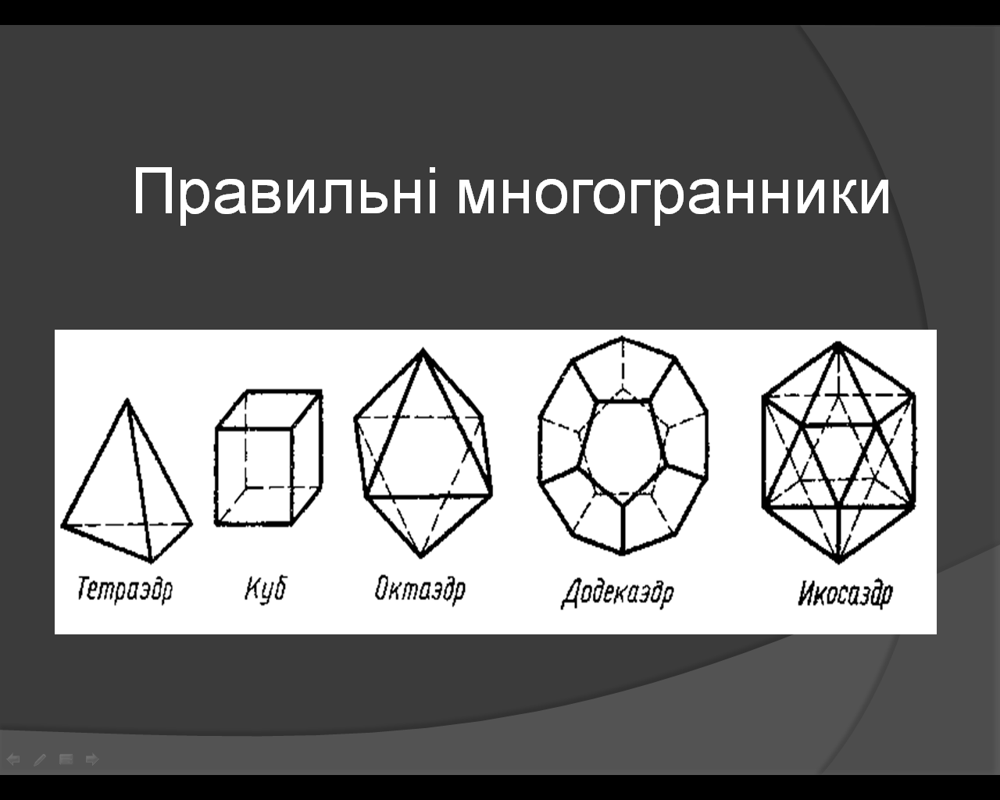 Правильні многогранники
Тетраэдр Куб Октаэдр Додекаэдр Икосаэдр